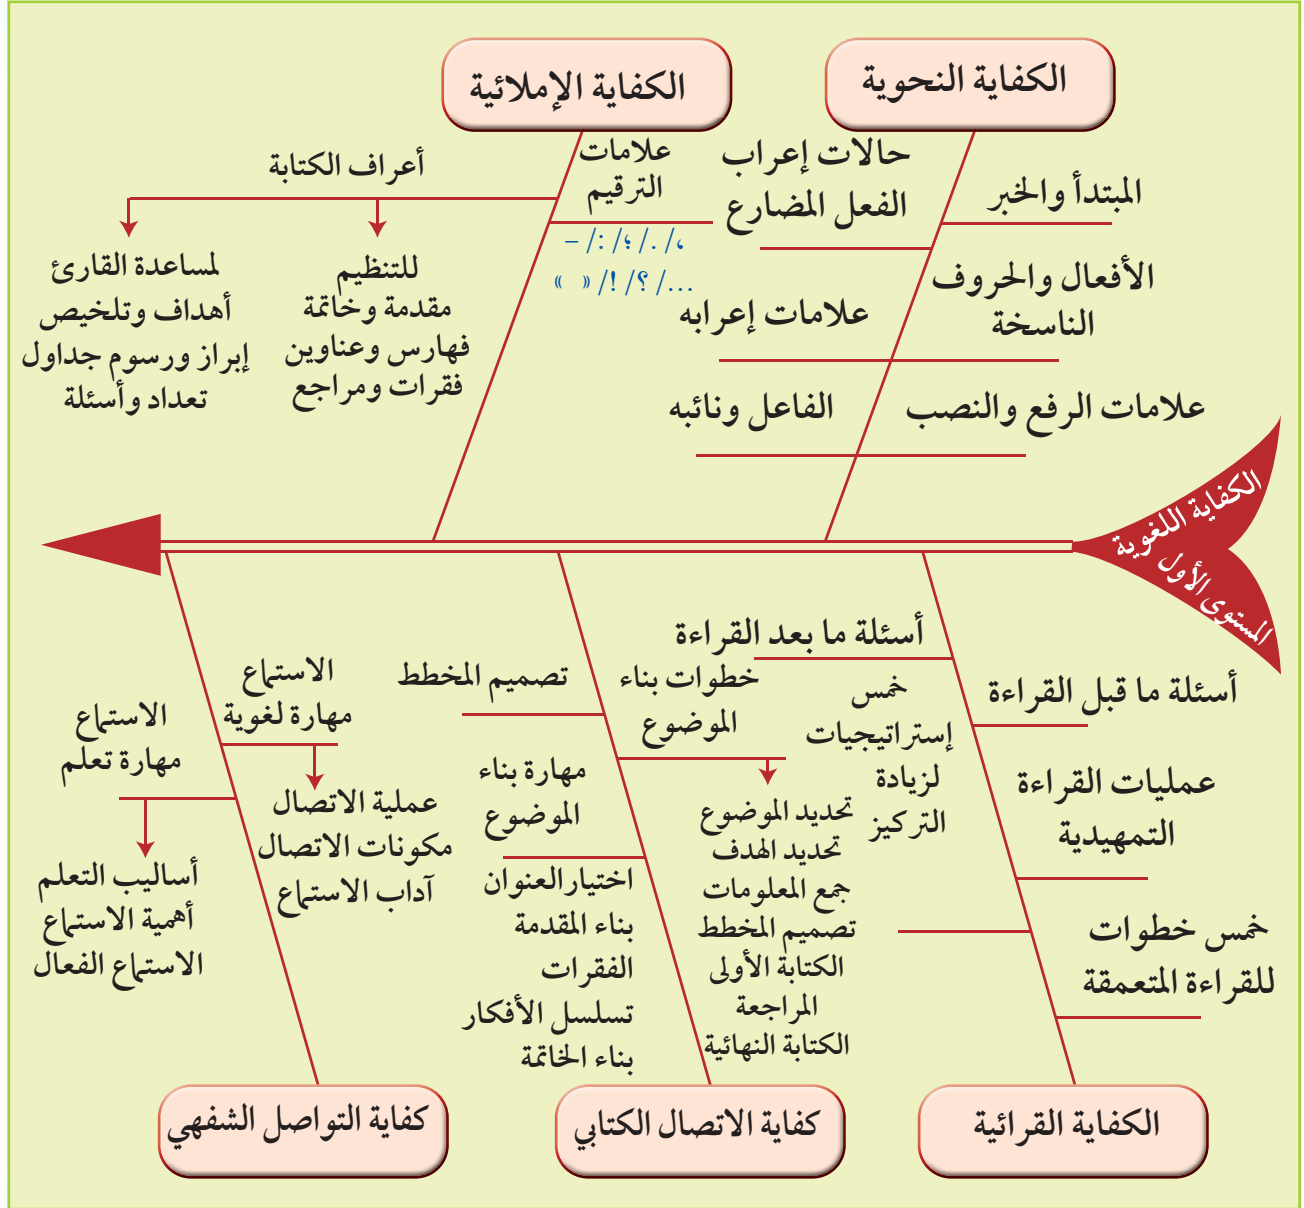 الكفاية النحوية
المبتدأ والخبر
الأفعال والحروف
الناسخة
علامات الرفع والنصب
حالات إعراب
الفعل المضارع
علامات إعرابه
الفاعل ونائبه
الكفاية الإملائية
علامات
الترقيم
،/ ./ ؛/ :/ –
.../ ؟/ !/ «  »
أعراف الكتابة
للتنظيم
مقدمة وخاتمة
فهارس وعناوين
فقرات ومراجع
لمساعدة القارئ
أهداف وتلخيص
إبراز ورسوم جداول
تعداد وأسئلة
الكفاية اللغوية
المستوى الأول
أسئلة ما قبل القراءة
عمليات القراءة
التمهيدية
خمس خطوات
للقراءة المتعمقة
أسئلة ما بعد القراءة
خمس
إستراتيجيات
لزيادة
التركيز
الكفاية القرائية
خطوات بناء
الموضوع
تحديد الموضوع
تحديد الهدف
جمع المعلومات
تصميم المخطط
الكتابة الأولى
المراجعة
الكتابة النهائية
تصميم المخطط
مهارة بناء
الموضوع
اختيارالعنوان
بناء المقدمة
الفقرات
تسلسل الأفكار
بناء الخاتمة
كفاية الاتصال الكتابي
الاستماع
مهارة لغوية
عملية الاتصال
مكونات الاتصال
آداب الاستماع
الاستماع
مهارة تعلم
أساليب التعلم
أهمية الاستماع
الاستماع الفعال
كفاية التواصل الشفهي